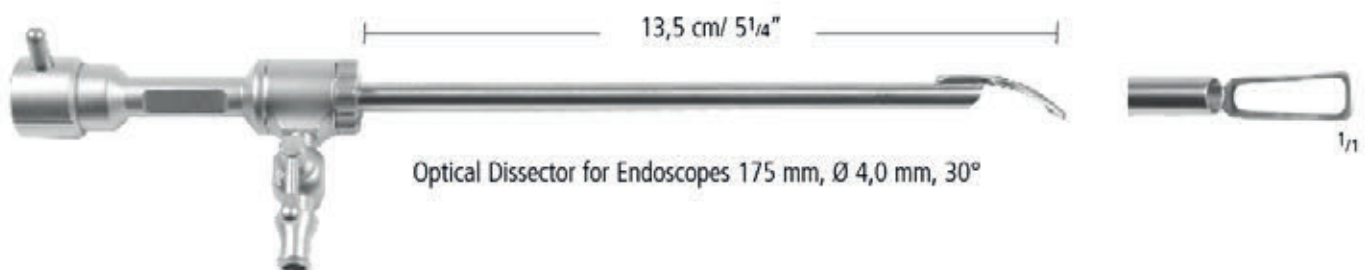 13,5 cm/ 5¹/₄”
¹/₁
Optical Dissector for Endoscopes 175 mm, Ø 4,0 mm, 30°